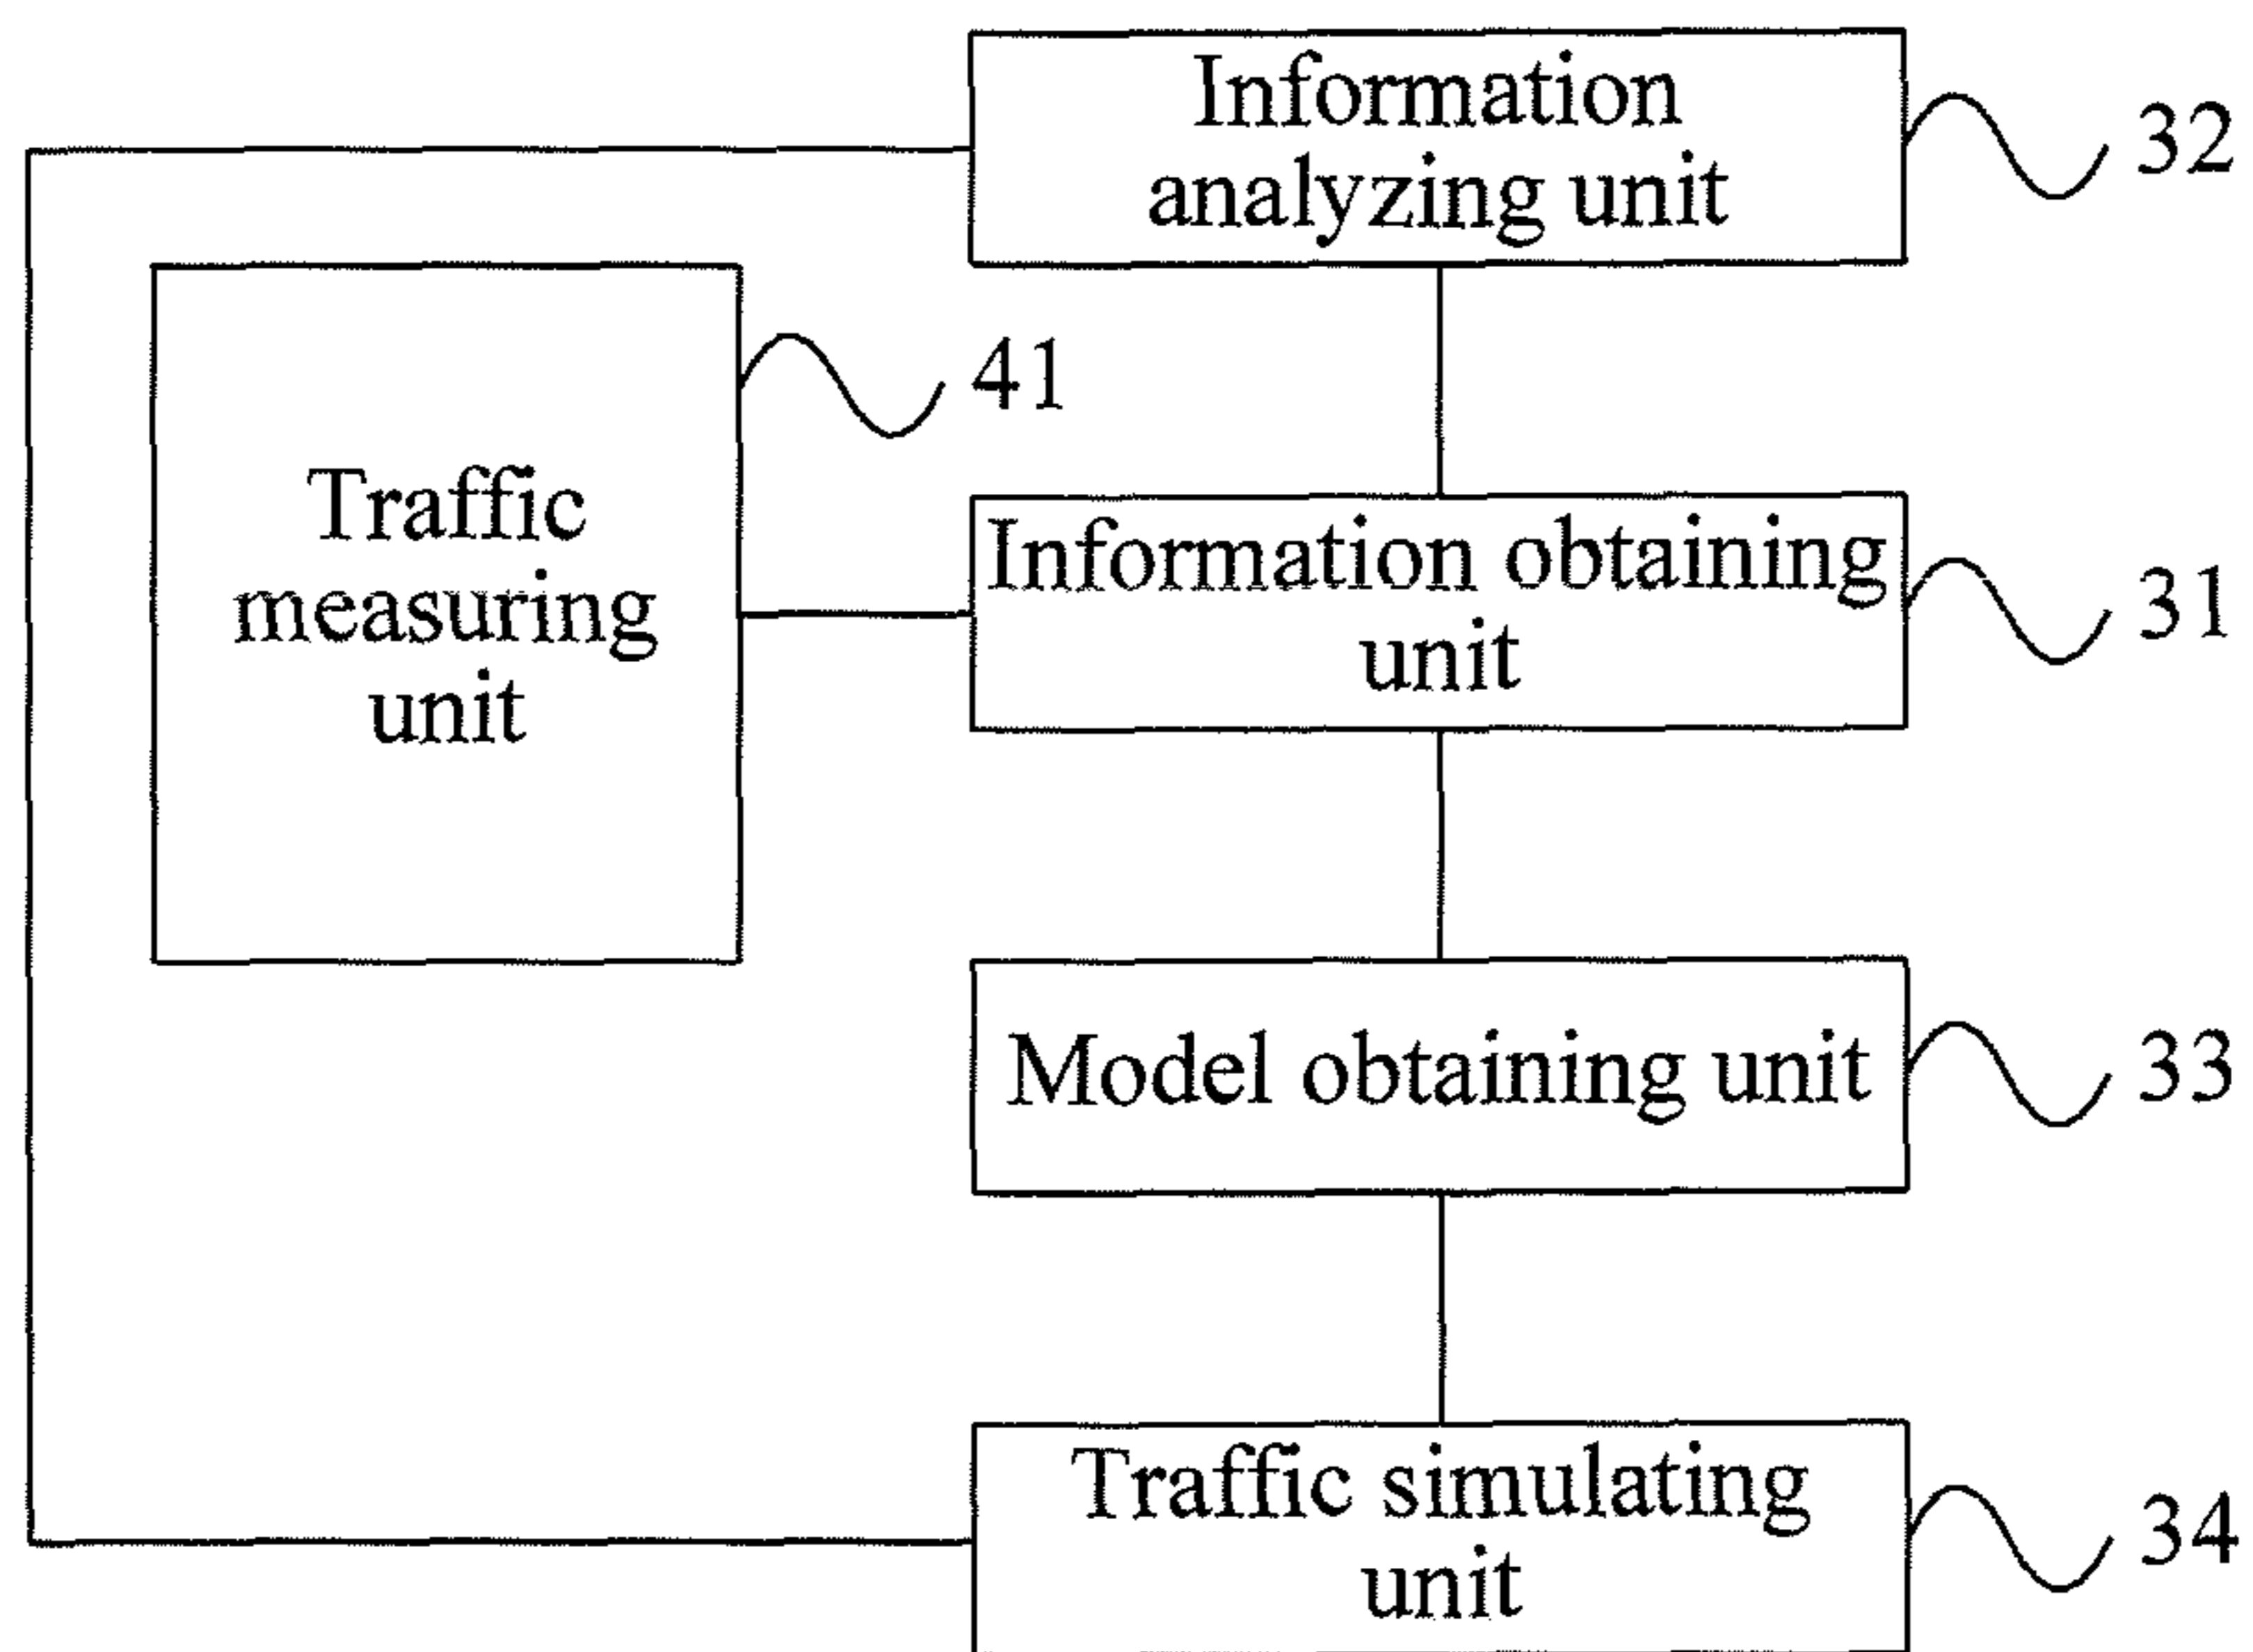 Information
analyzing unit
32
41
Traffic
measuring
unit
Information obtaining
unit
31
Model obtaining unit
33
Traffic simulating
unit
34